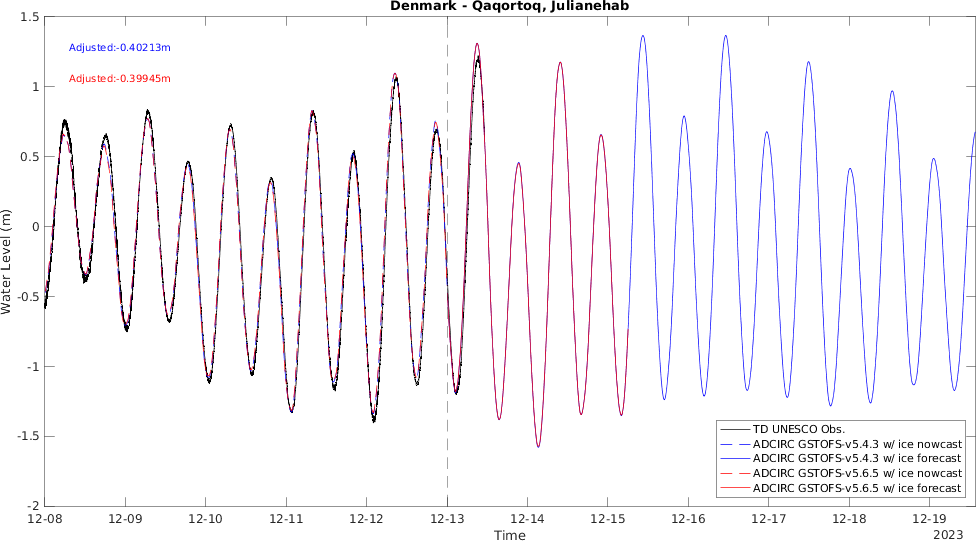 Denmark - Qaqortoq, Julianehab
Adjusted:-0.40213m
Adjusted:-0.39945m
Water Level (m)
1.5
1
0.5
0
-0.5
-1
-1.5
-2
TD UNESCO Obs.
ADCIRC GSTOFS-v5.4.3 w/ ice nowcast
ADCIRC GSTOFS-v5.4.3 w/ ice forecast
ADCIRC GSTOFS-v5.6.5 w/ ice nowcast
ADCIRC GSTOFS-v5.6.5 w/ ice forecast
12-08 12-09 12-10 12-11 12-12 12-13 12-14 12-15 12-16 12-17 12-18 12-19
Time
2023